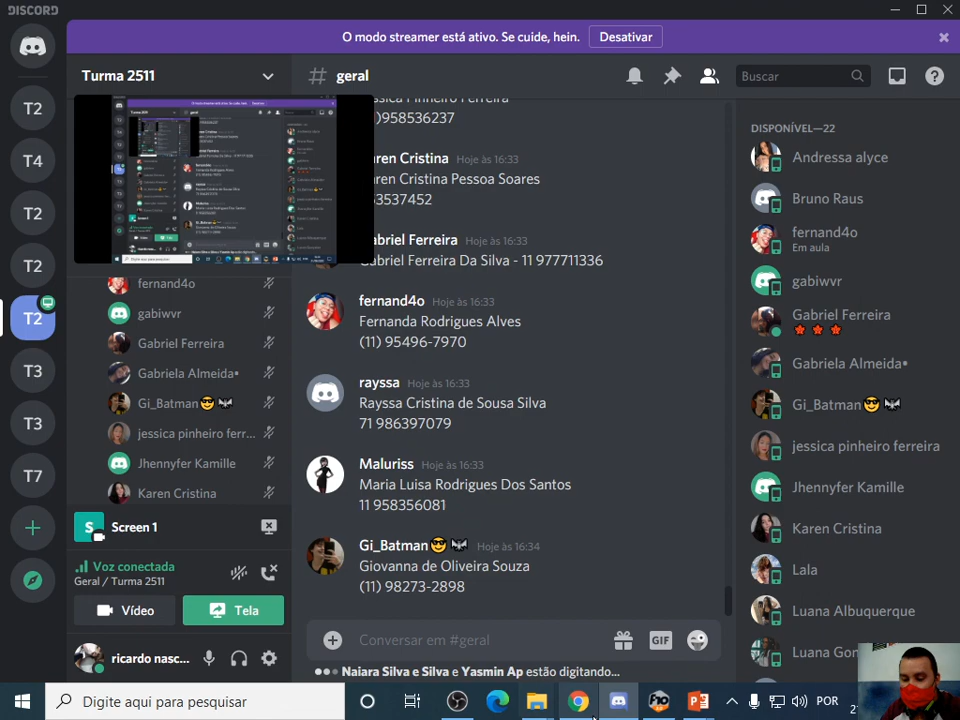 DISCORD
O modo streamer está ativo. Se cuide, hein.
Desativar
Turma 2511
# geral
Buscar
T2
T4
T2
T2
T2
T3
T3
T7
fernand4o
gabiwvr
Gabriel Ferreira
Gabriela Almeida•
Gi_Batman😎🦇
jessica pinheiro ferr...
Jhennyfer Kamille
Karen Cristina
S
Screen 1
Voz conectada
Geral / Turma 2511
Vídeo
Tela
ricardo nasc...
)958536237
aren Cristina Hoje às 16:33
aren Cristina Pessoa Soares
63537452
abriel Ferreira Hoje às 16:33
abriel Ferreira Da Silva - 11 977711336
fernand4o Hoje às 16:33
Fernanda Rodrigues Alves
(11) 95496-7970
rayssa Hoje às 16:33
Rayssa Cristina de Sousa Silva
71 986397079
Maluriss Hoje às 16:33
Maria Luisa Rodrigues Dos Santos
11 958356081
Gi_Batman😎🦇 Hoje às 16:34
Giovanna de Oliveira Souza
(11) 98273-2898
Conversar em #geral
GIF
Naiara Silva e Silva e Yasmin Ap estão digitando...
DISPONÍVEL—22
Andressa alyce
Bruno Raus
fernand4o
Em aula
gabiwvr
Gabriel Ferreira
Gabriela Almeida•
Gi_Batman😎🦇
jessica pinheiro ferreira
Jhennyfer Kamille
Karen Cristina
Lala
Luana Albuquerque
Luana Gon
Digite aqui para pesquisar
POR